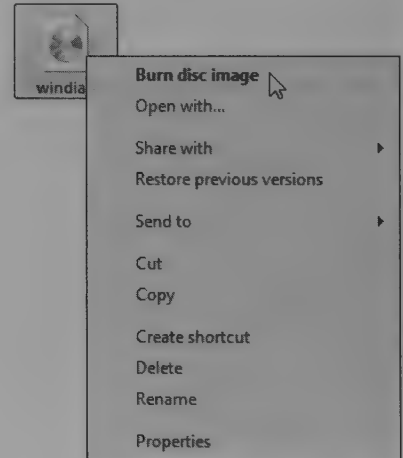 windia
Burn disc image
Open with...
Share with
Restore previous versions
Send to
Cut
Copy
Create shortcut
Delete
Rename
Properties